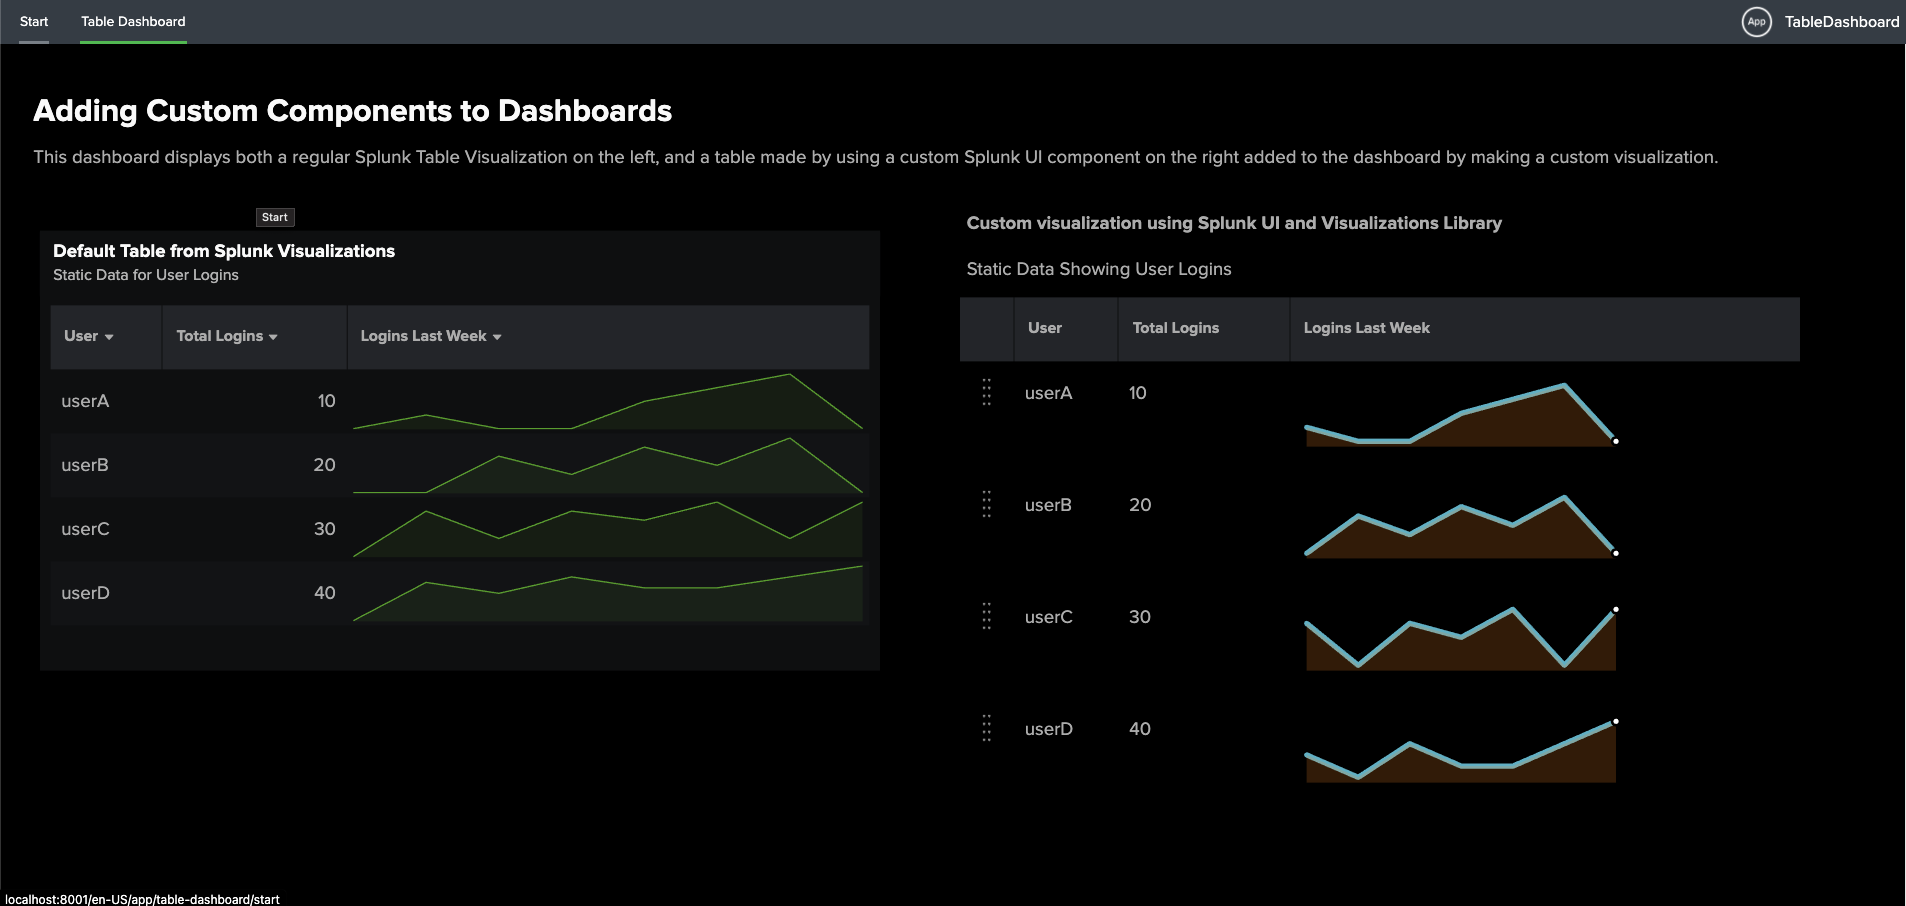 Start
Table Dashboard
App
TableDashboard
Adding Custom Components to Dashboards
This dashboard displays both a regular Splunk Table Visualization on the left, and a table made by using a custom Splunk UI component on the right added to the dashboard by making a custom visualization.
Start
Default Table from Splunk Visualizations
Static Data for User Logins
User
Total Logins
Logins Last Week
userA
10
userB
20
userC
30
userD
40
Custom visualization using Splunk UI and Visualizations Library
Static Data Showing User Logins
User
Total Logins
Logins Last Week
userA
10
userB
20
userC
30
userD
40
localhost:8001/en-US/app/table-dashboard/start